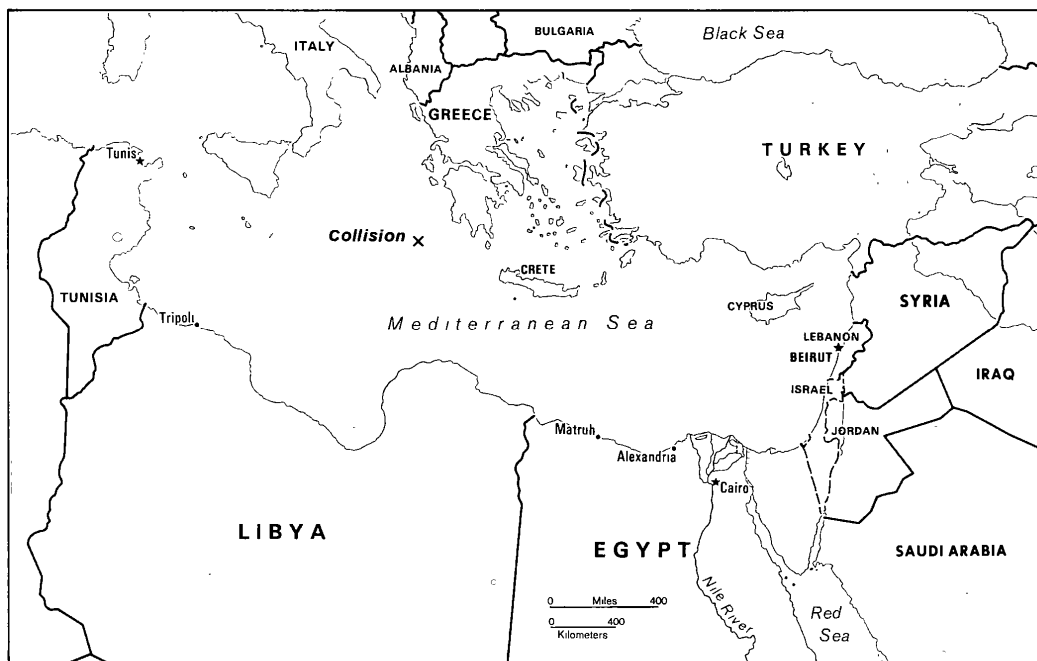 BULGARIA
Black Sea
ITALY
ALBANIA
GREECE
TURKEY
Tunis
Collision
CRETE
TUNISIA
CYPRUS
SYRIA
Tripoli
Mediterranean Sea
LEBANON
BEIRUT
IRAQ
ISRAEL
Matruh
JORDAN
Alexandria
Cairo
LIBYA
EGYPT
SAUDI ARABIA
Nile River
0 Miles 400
0 400
Kilometers
Red
Sea